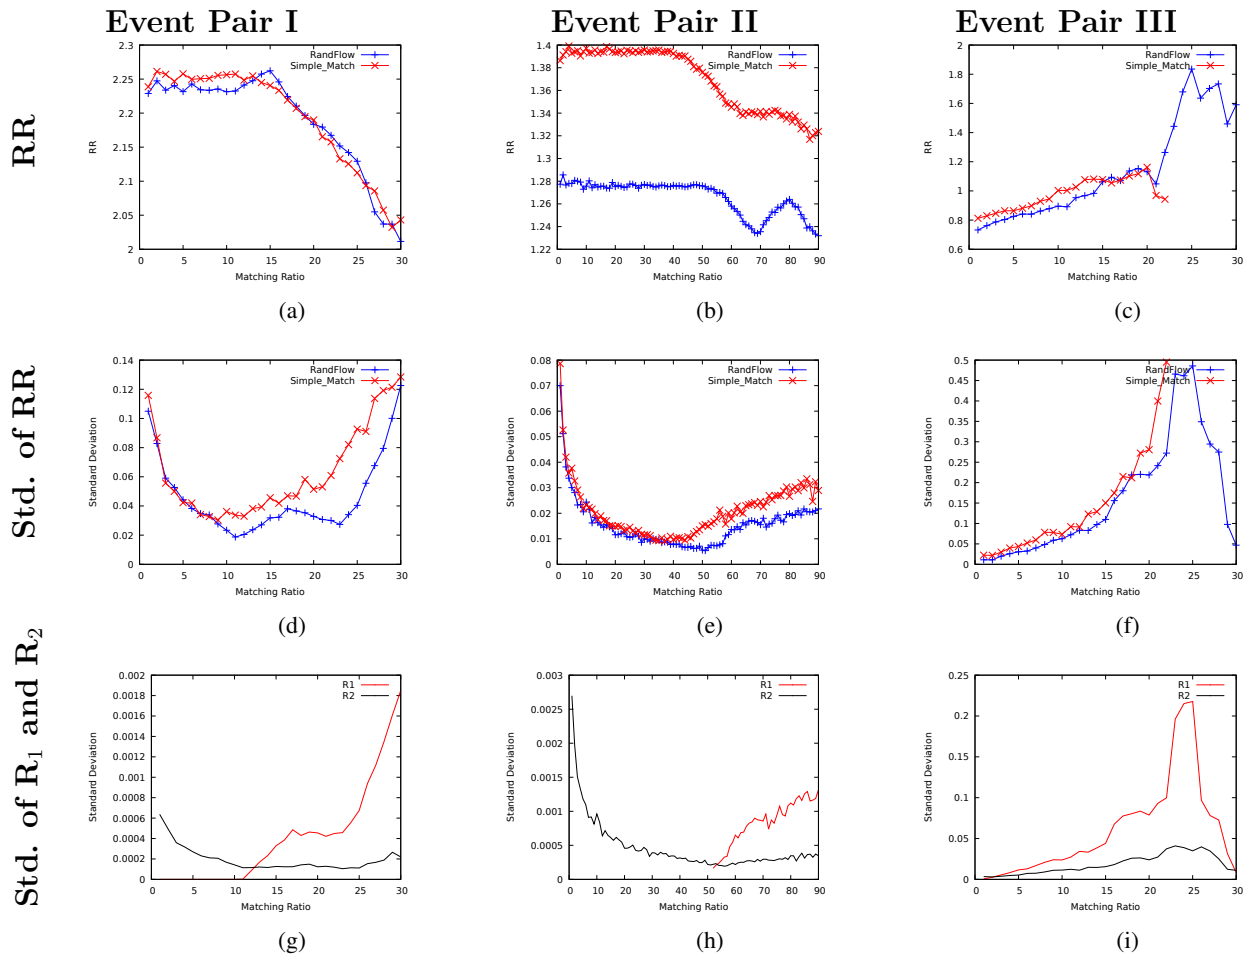 Event Pair I
Event Pair II
Event Pair III
RR
2.3
2.25
2.2
2.15
2.1
2.05
2
RR
RandFlow
Simple_Match
0 5 10 15 20 25 30
Matching Ratio
(a)
1.4
1.38
1.36
1.34
1.32
1.3
1.28
1.26
1.24
1.22
RR
RandFlow
Simple_Match
0 10 20 30 40 50 60 70 80 90
Matching Ratio
(b)
2
1.8
1.6
1.4
1.2
1
0.8
0.6
RR
RandFlow
Simple_Match
0 5 10 15 20 25 30
Matching Ratio
(c)
Std. of RR
0.14
0.12
0.1
0.08
0.06
0.04
0.02
0
Standard Deviation
RandFlow
Simple_Match
0 5 10 15 20 25 30
Matching Ratio
(d)
0.08
0.07
0.06
0.05
0.04
0.03
0.02
0.01
0
Standard Deviation
RandFlow
Simple_Match
0 10 20 30 40 50 60 70 80 90
Matching Ratio
(e)
0.5
0.45
0.4
0.35
0.3
0.25
0.2
0.15
0.1
0.05
0
Standard Deviation
RandFlow
Simple_Match
0 5 10 15 20 25 30
Matching Ratio
(f)
Std. of R₁ and R₂
0.002
0.0018
0.0016
0.0014
0.0012
0.001
0.0008
0.0006
0.0004
0.0002
0
Standard Deviation
R1
R2
0 5 10 15 20 25 30
Matching Ratio
(g)
0.003
0.0025
0.002
0.0015
0.001
0.0005
0
Standard Deviation
R1
R2
0 10 20 30 40 50 60 70 80 90
Matching Ratio
(h)
0.25
0.2
0.15
0.1
0.05
0
Standard Deviation
R1
R2
0 5 10 15 20 25 30
Matching Ratio
(i)